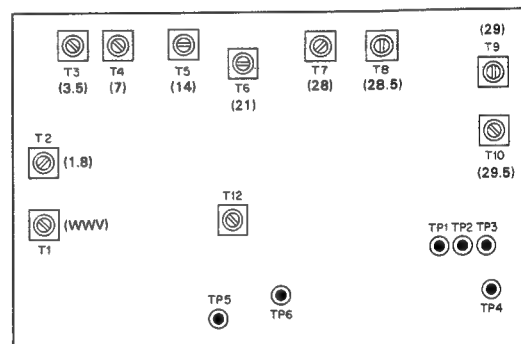 (29)
T9
T3
(3.5)
T4
(7)
T5
(14)
T6
(21)
T7
(28)
T8
(28.5)
T10
(29.5)
T2
(1.8)
(WWV)
T1
T12
TP1 TP2 TP3
TP4
TP5
TP6